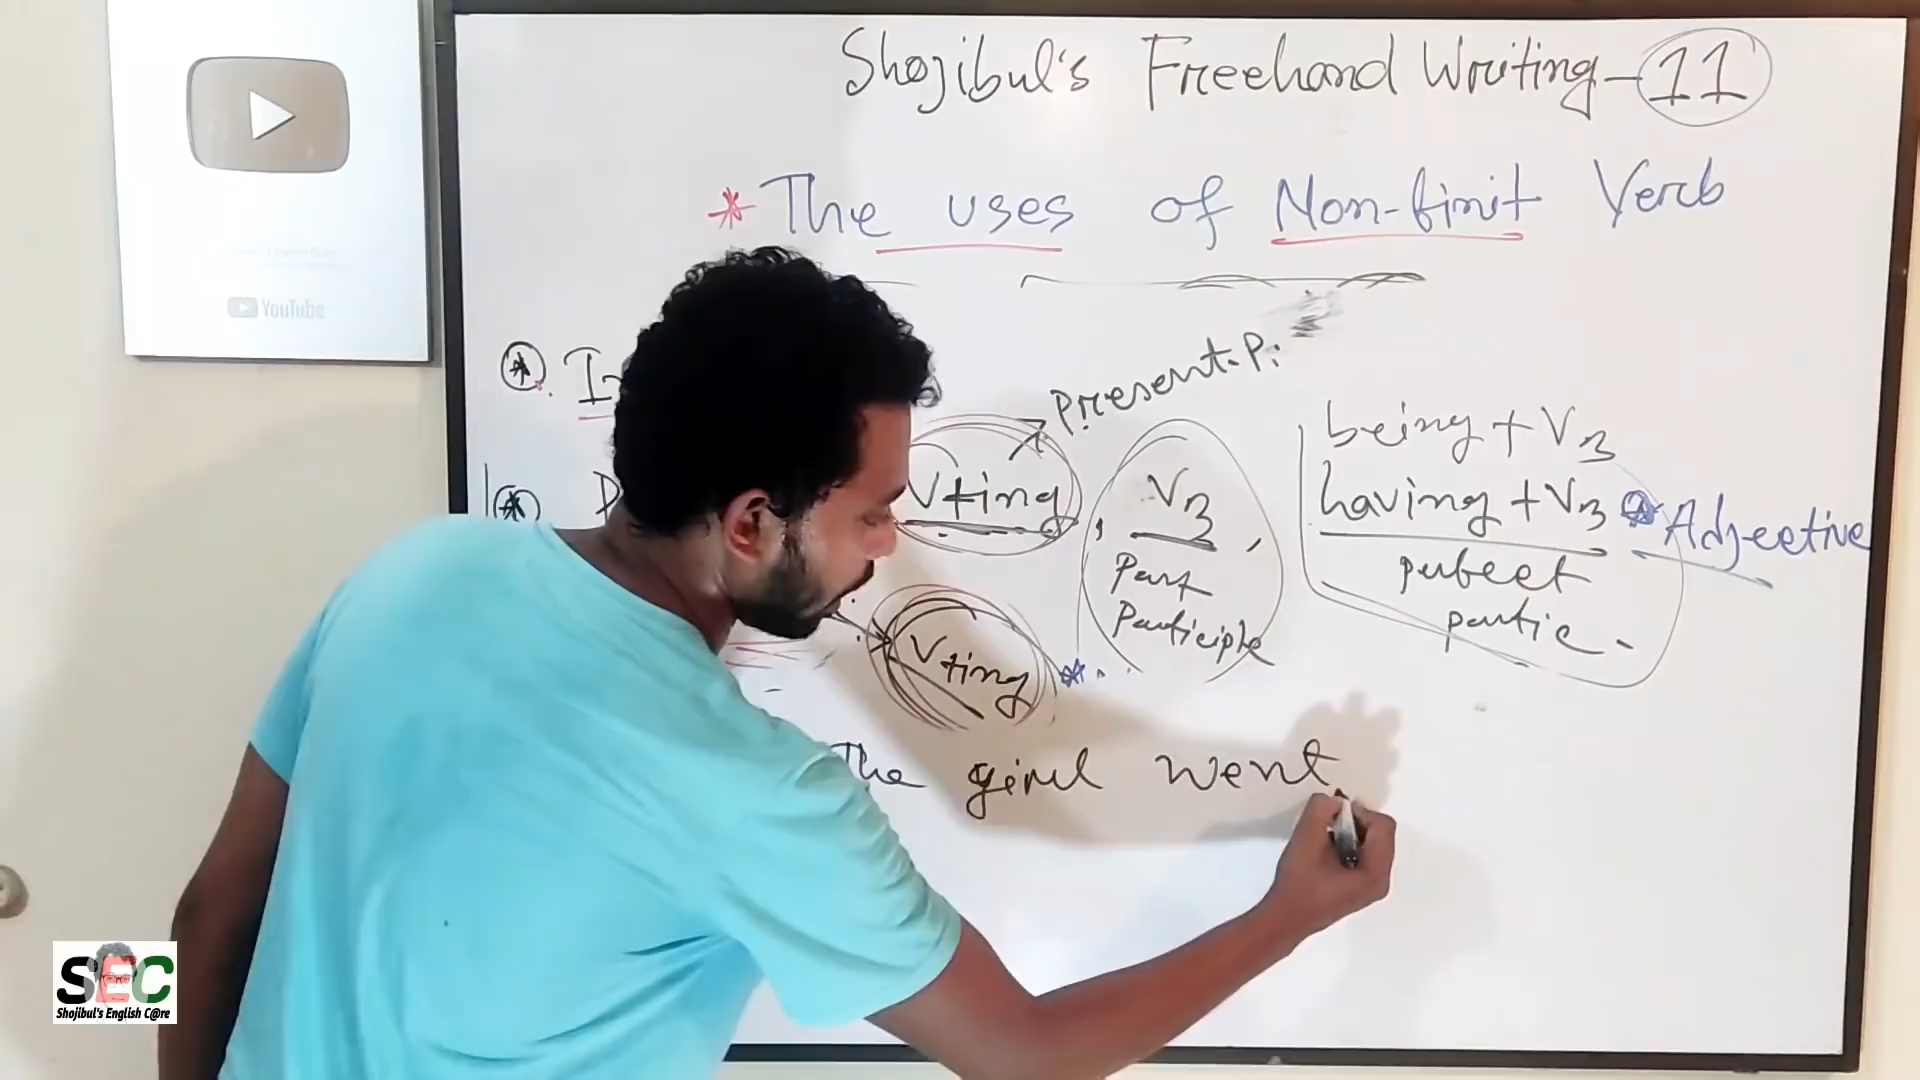 Shojibul's Freehand Writing-11
* The uses of Non-finit Verb
Present.P:
V+ing, V3,
Past
Participle
being+V3
having+V3
perfect
partic-
Adjective
V+ing
The girl went
YouTube
SEC
Shojibul's English C@re